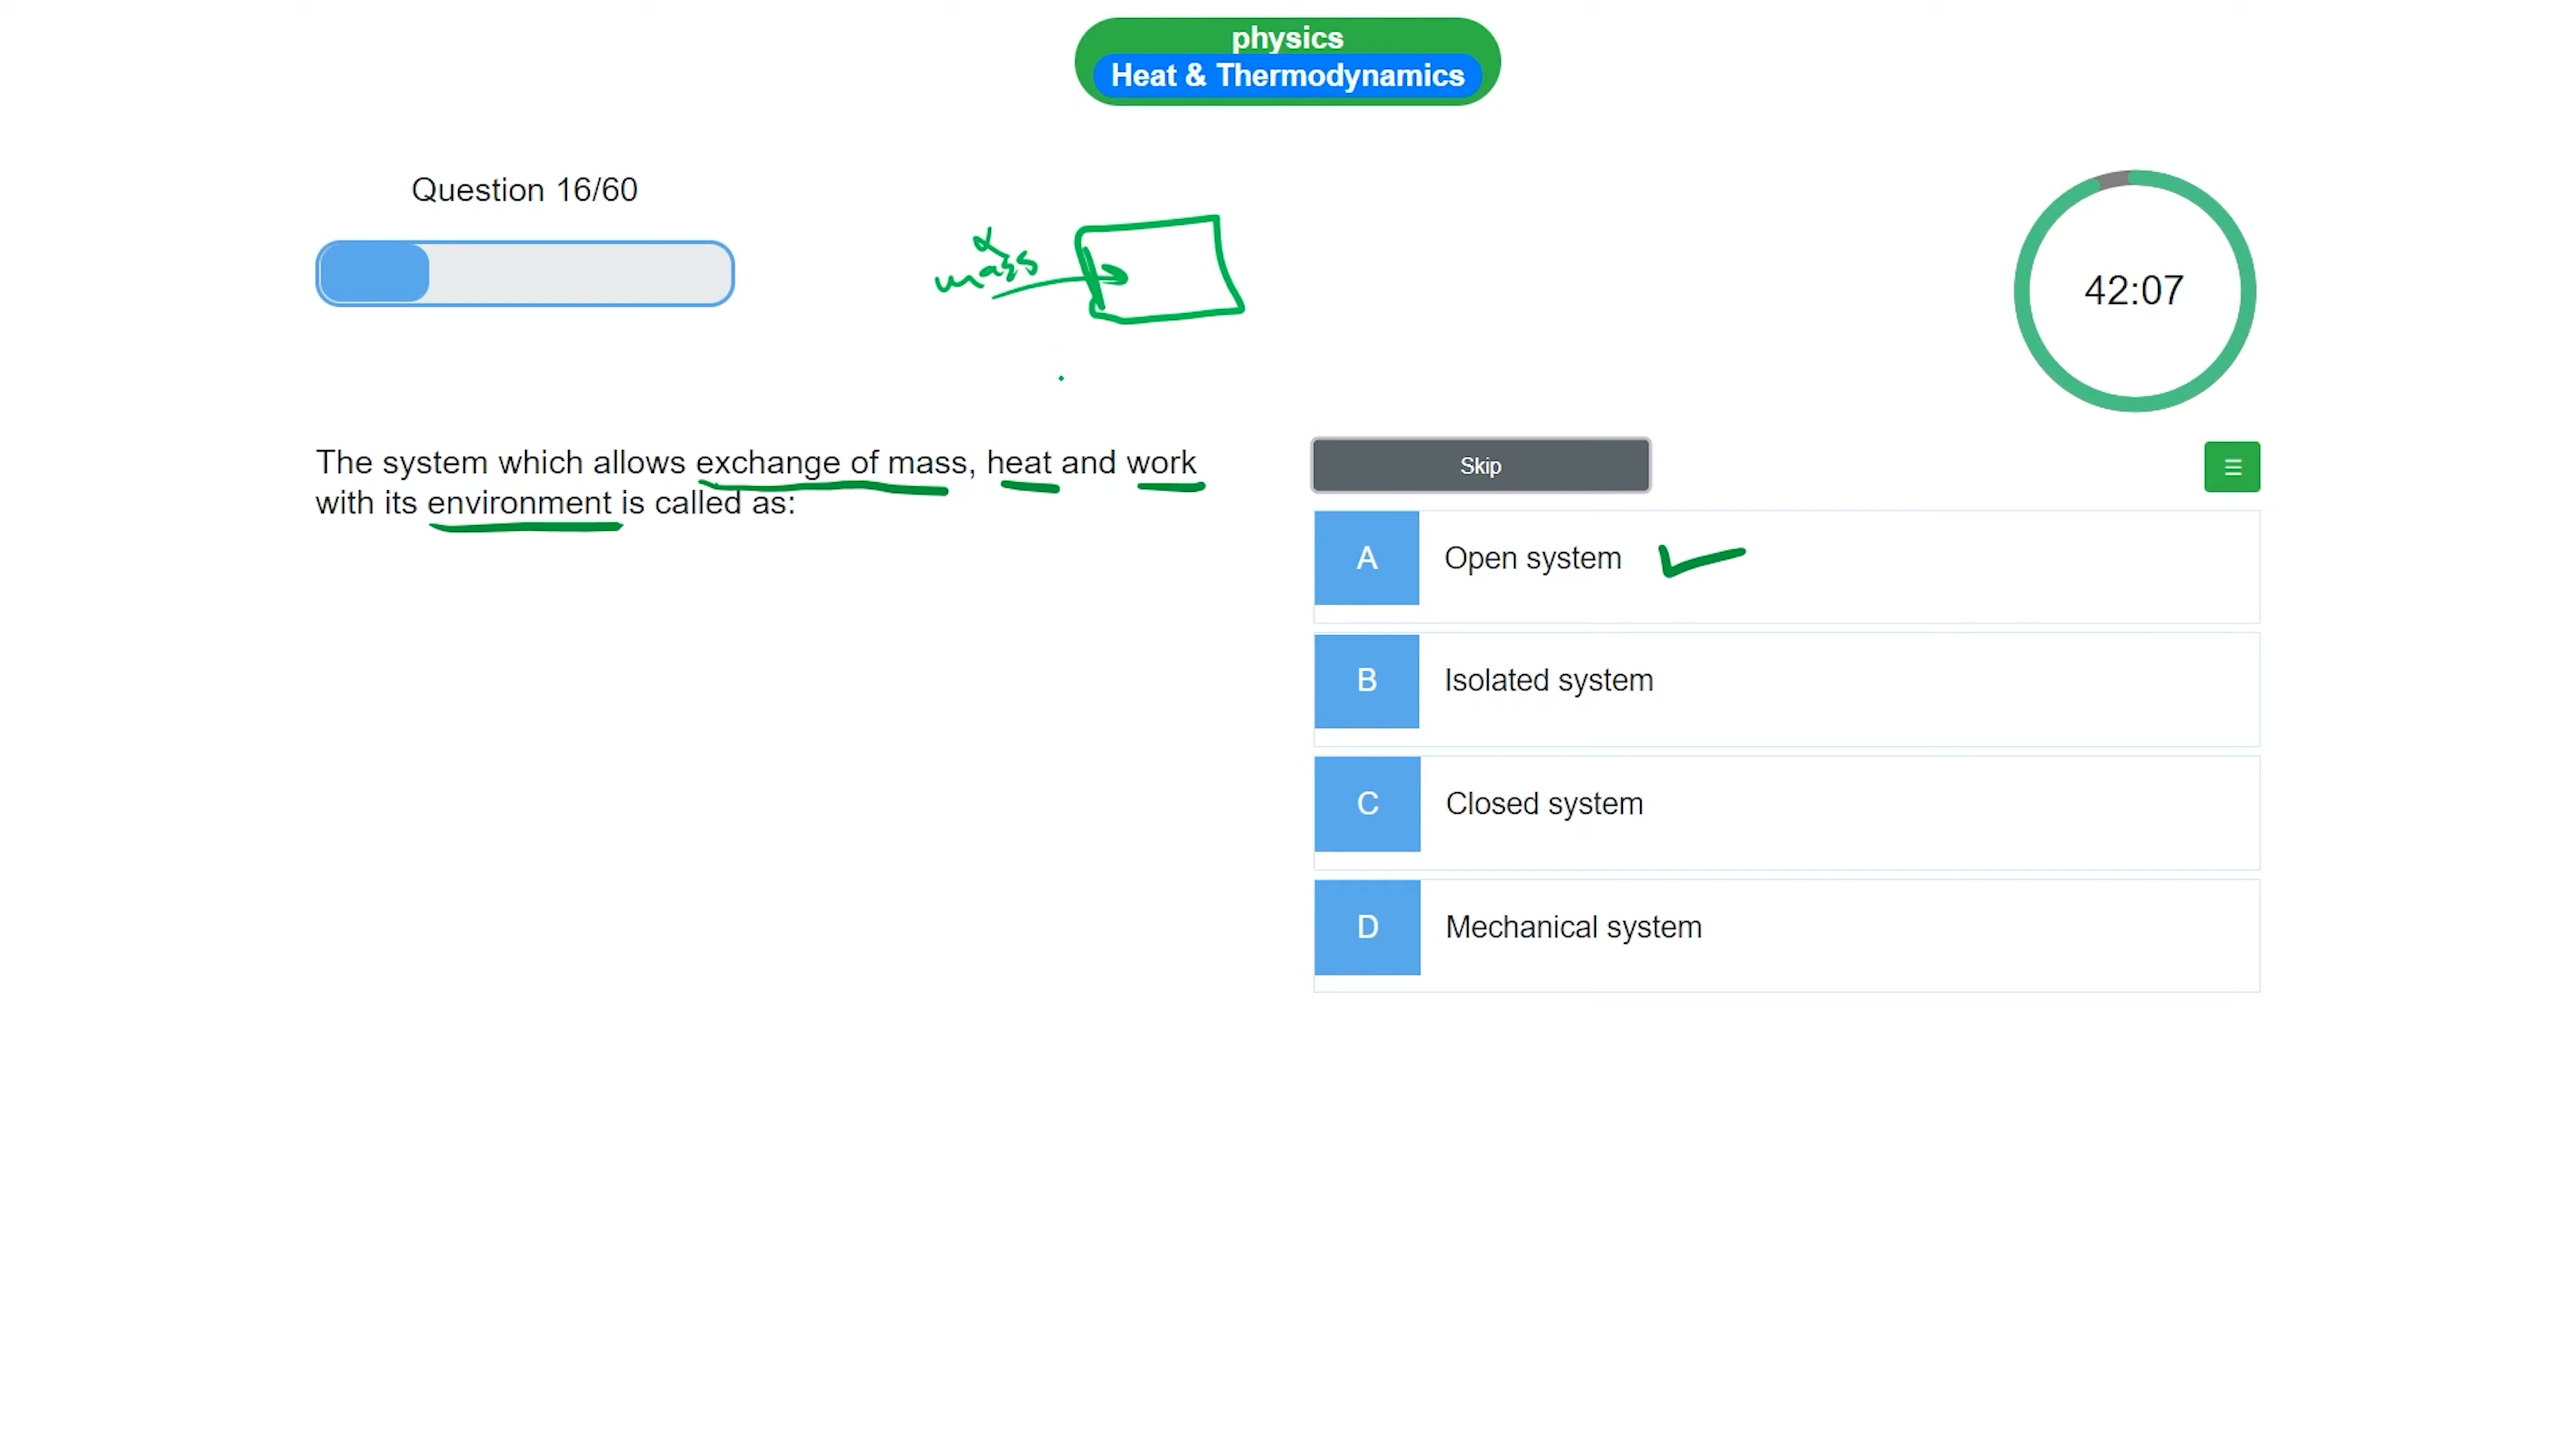 physics
Heat & Thermodynamics
Question 16/60
mass
42:07
The system which allows exchange of mass, heat and work
with its environment is called as:
Skip
A Open system
B Isolated system
C Closed system
D Mechanical system